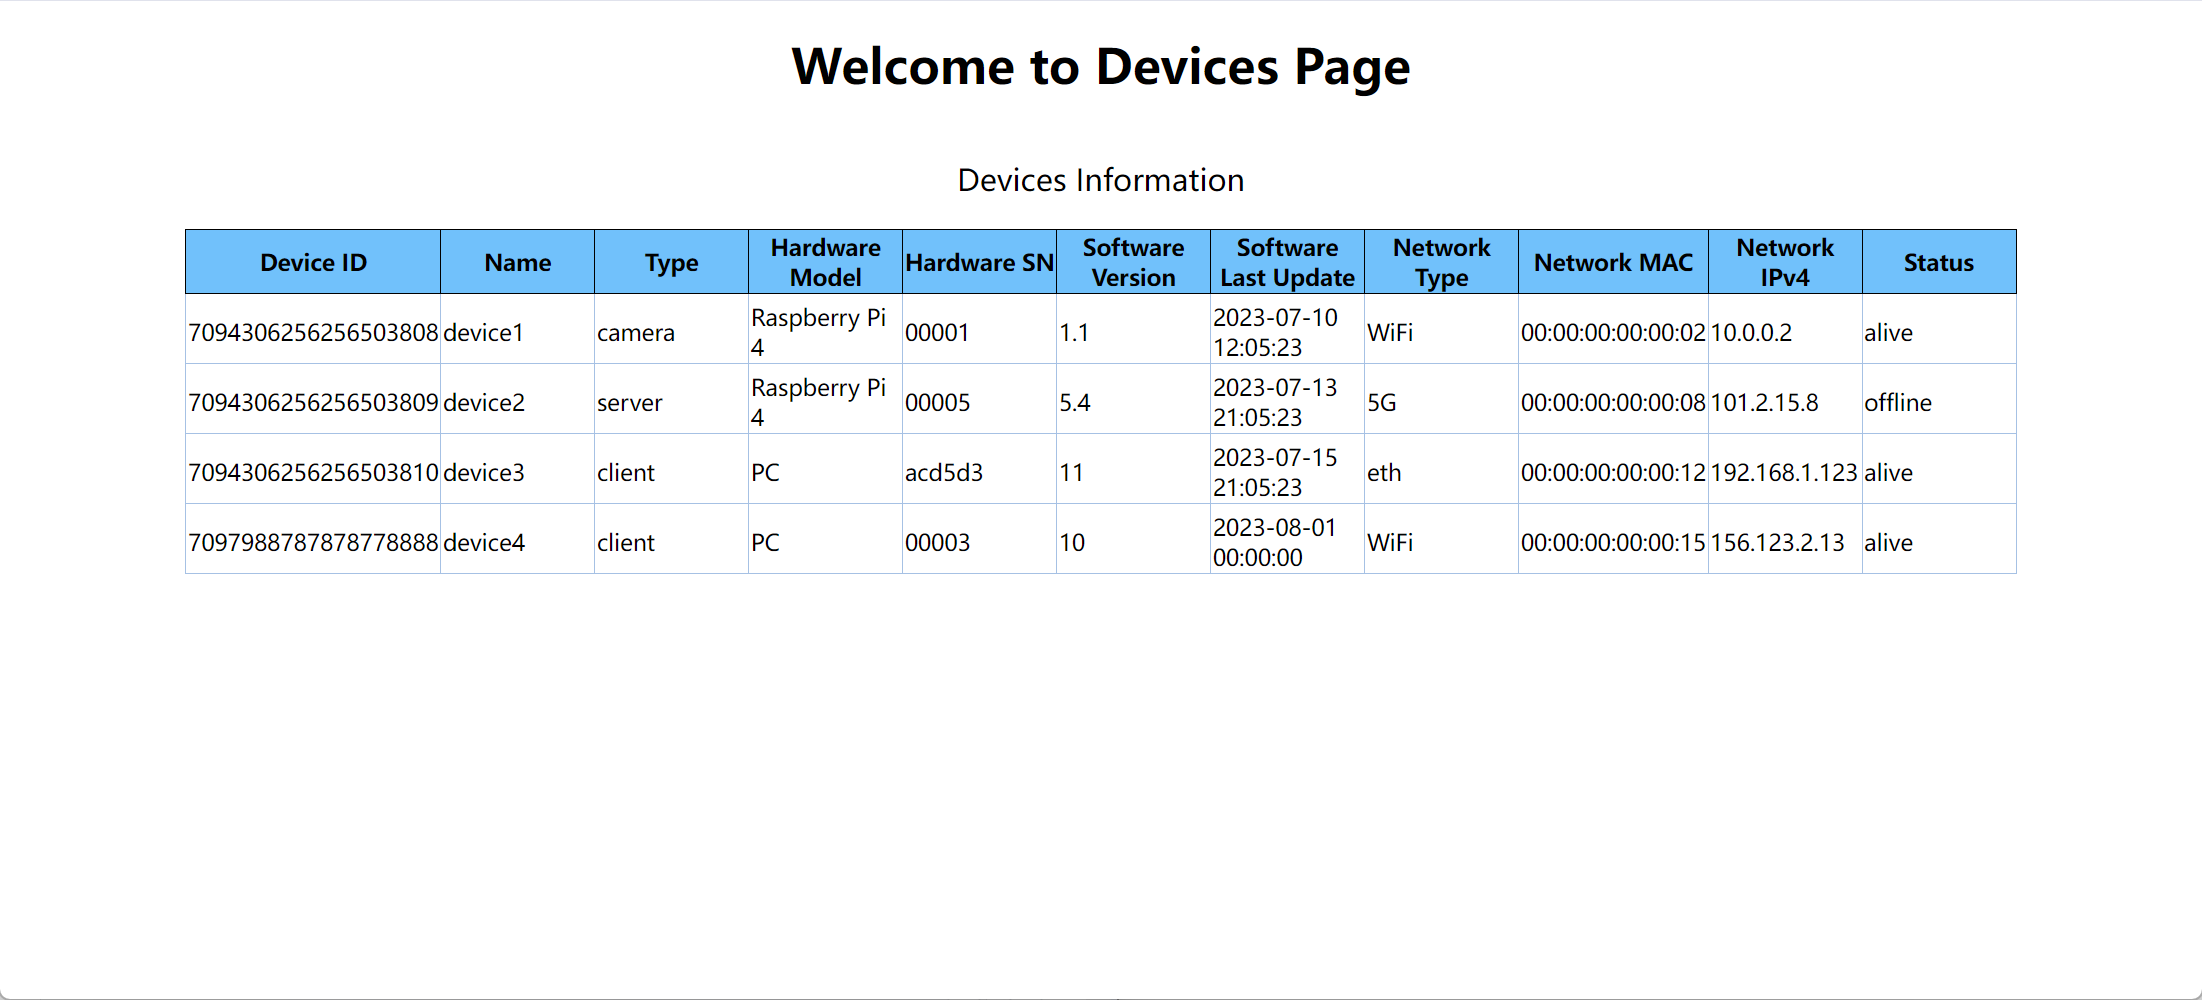 Welcome to Devices Page
Devices Information
Device ID Name Type Hardware Model Hardware SN Software Version Software Last Update Network Type Network MAC Network IPv4 Status
7094306256256503808 device1 camera Raspberry Pi 4 00001 1.1 2023-07-10 12:05:23 WiFi 00:00:00:00:00:02 10.0.0.2 alive
7094306256256503809 device2 server Raspberry Pi 4 00005 5.4 2023-07-13 21:05:23 5G 00:00:00:00:00:08 101.2.15.8 offline
7094306256256503810 device3 client PC acd5d3 11 2023-07-15 21:05:23 eth 00:00:00:00:00:12 192.168.1.123 alive
7097988787878778888 device4 client PC 00003 10 2023-08-01 00:00:00 WiFi 00:00:00:00:00:15 156.123.2.13 alive